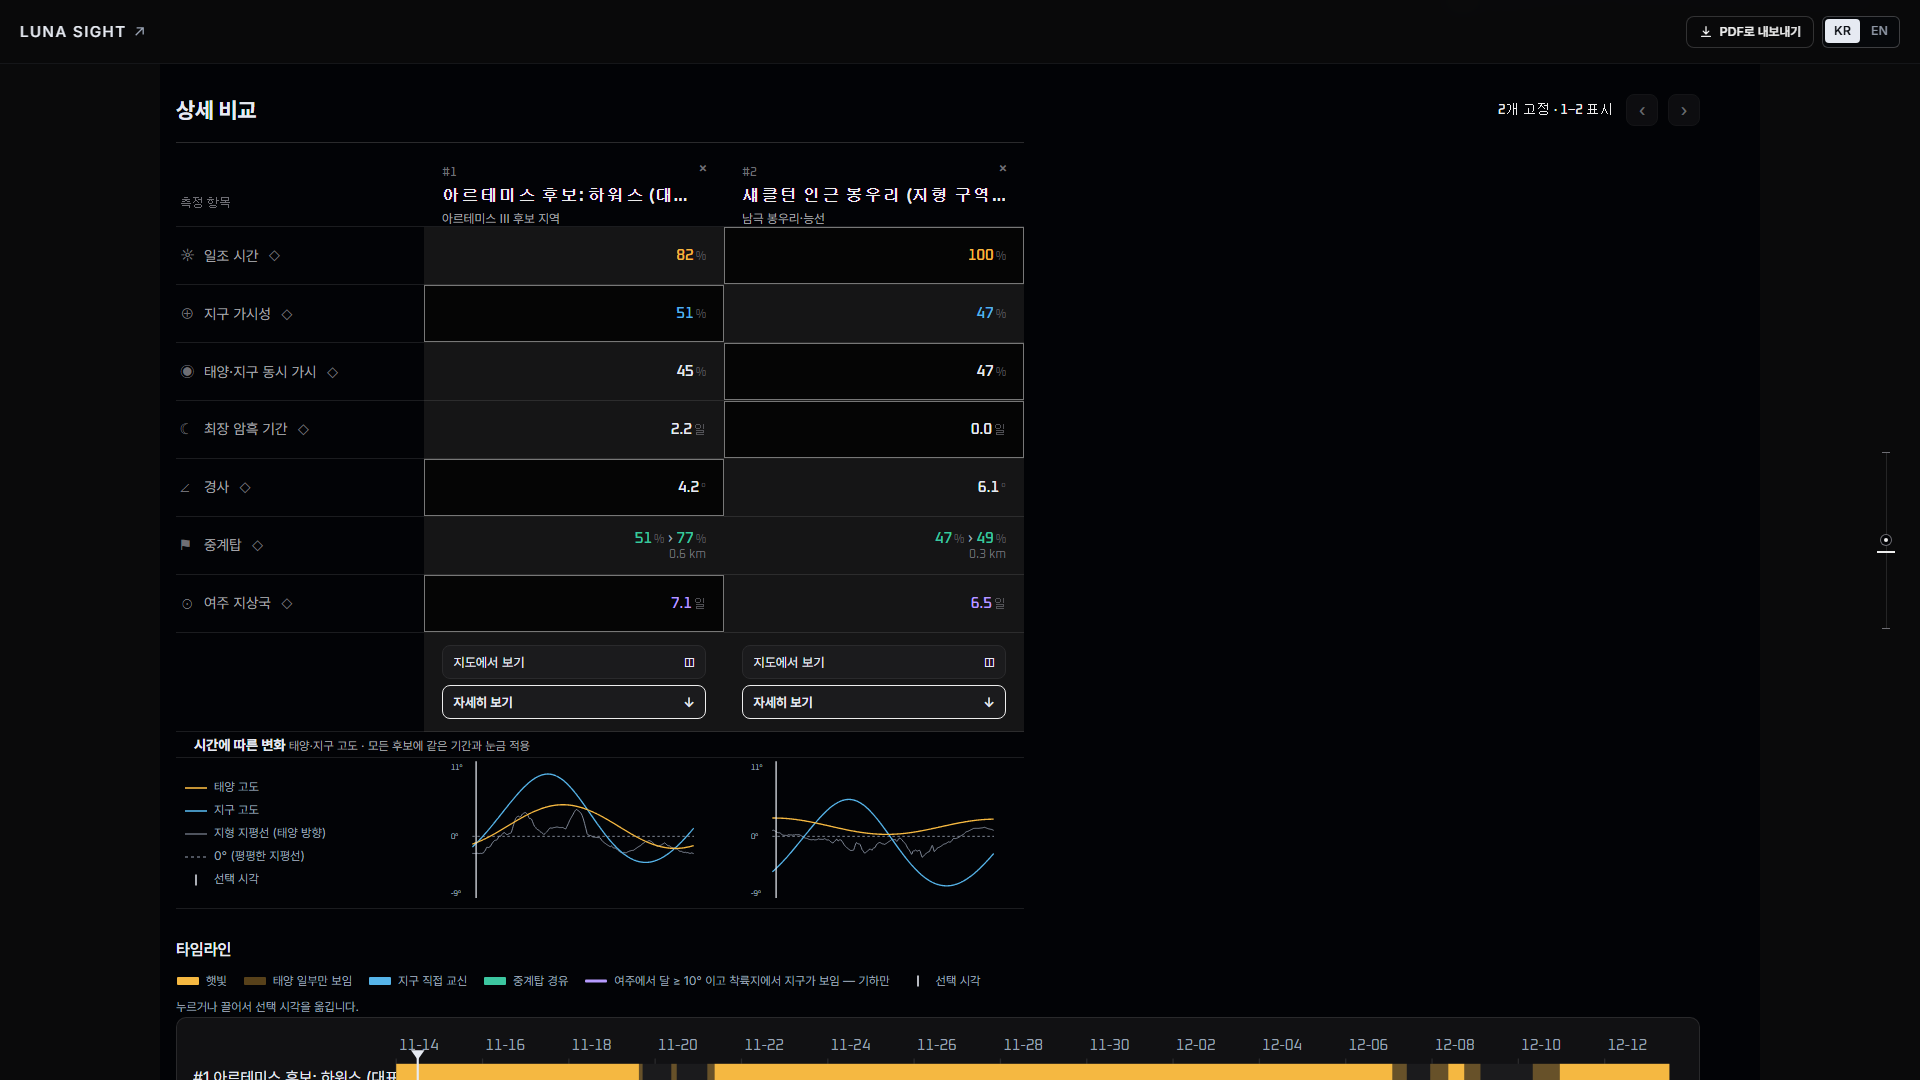 LUNA SIGHT ↗
PDF로 내보내기
KR EN
상세 비교
2개 고정 · 1–2 표시
측정 항목
#1 ×
아르테미스 후보: 하워스 (대...
아르테미스 III 후보 지역
#2 ×
새클턴 인근 봉우리 (지형 구역...
남극 봉우리·능선
일조 시간 82% 100%
지구 가시성 51% 47%
태양·지구 동시 가시 45% 47%
최장 암흑 기간 2.2일 0.0일
경사 4.2° 6.1°
중계탑 51% › 77% 47% › 49%
0.6 km 0.3 km
여주 지상국 7.1일 6.5일
지도에서 보기 지도에서 보기
자세히 보기 자세히 보기
시간에 따른 변화 태양·지구 고도 · 모든 후보에 같은 기간과 눈금 적용
태양 고도
지구 고도
지형 지평선 (태양 방향)
0° (평평한 지평선)
선택 시각
11°
0°
-9°
11°
0°
-9°
타임라인
햇빛 태양 일부만 보임 지구 직접 교신 중계탑 경유 여주에서 달 ≥ 10° 이고 착륙지에서 지구가 보임 — 기하만 선택 시각
누르거나 끌어서 선택 시각을 옮깁니다.
11-14 11-16 11-18 11-20 11-22 11-24 11-26 11-28 11-30 12-02 12-04 12-06 12-08 12-10 12-12
#1 아르테미스 후보: 하워스 (대표